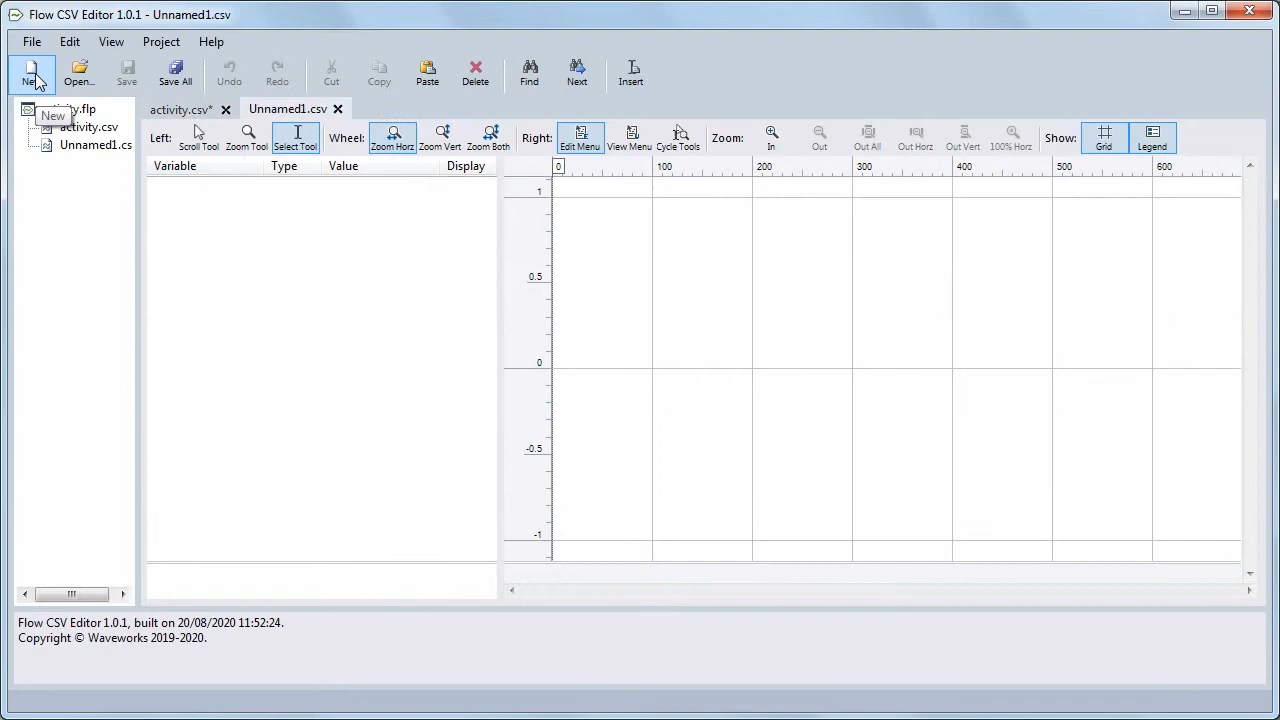 Flow CSV Editor 1.0.1 - Unnamed1.csv
File Edit View Project Help
New Open... Save Save All Undo Redo Cut Copy Paste Delete Find Next Insert
New
activity.flp
activity.csv
Unnamed1.cs
activity.csv* Unnamed1.csv
Left: Scroll Tool Zoom Tool Select Tool Wheel: Zoom Horz Zoom Vert Zoom Both Right: Edit Menu View Menu Cycle Tools Zoom: In Out Out All Out Horz Out Vert 100% Horz Show: Grid Legend
Variable Type Value Display
0 100 200 300 400 500 600
1
0.5
0
-0.5
-1
Flow CSV Editor 1.0.1, built on 20/08/2020 11:52:24.
Copyright © Waveworks 2019-2020.